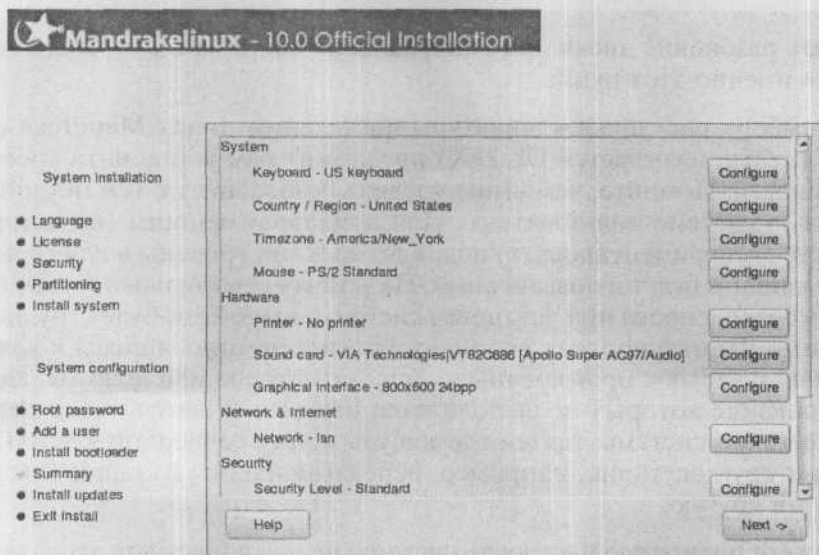 Mandrakelinux - 10.0 Official Installation
System Installation
Language
License
Security
Partitioning
Install system
System configuration
Root password
Add a user
Install bootloader
Summary
Install updates
Exit install
System
Keyboard - US keyboard Configure
Country / Region - United States Configure
Timezone - America/New_York Configure
Mouse - PS/2 Standard Configure
Hardware
Printer - No printer Configure
Sound card - VIA Technologies|VT82C686 [Apollo Super AC97/Audio] Configure
Graphical interface - 800x600 24bpp Configure
Network & Internet
Network - lan Configure
Security
Security Level - Standard Configure
Help
Next ->